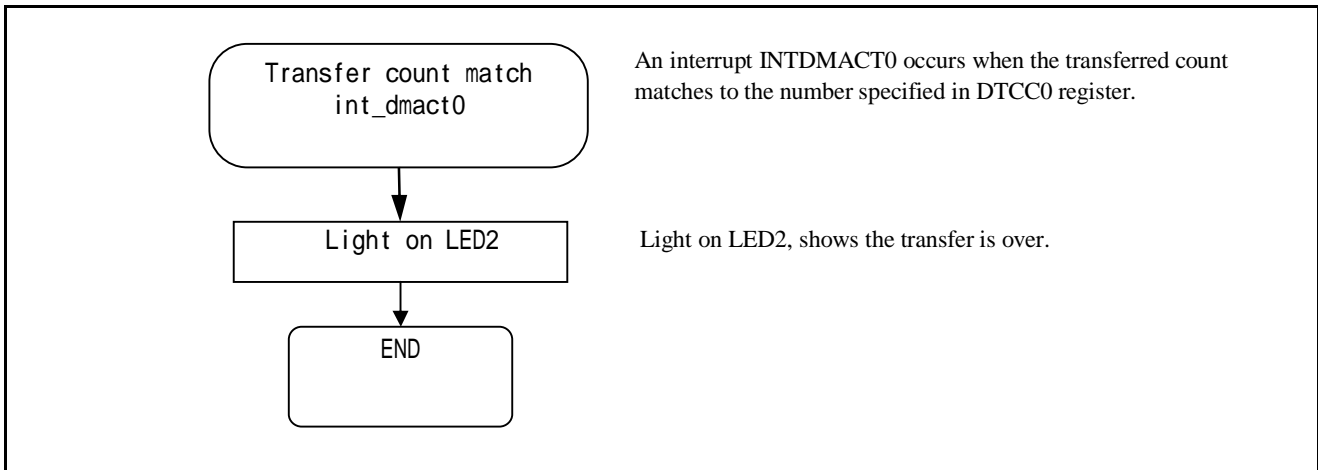 Transfer count match
int_dmact0
An interrupt INTDMACT0 occurs when the transferred count
matches to the number specified in DTCC0 register.
Light on LED2
Light on LED2, shows the transfer is over.
END